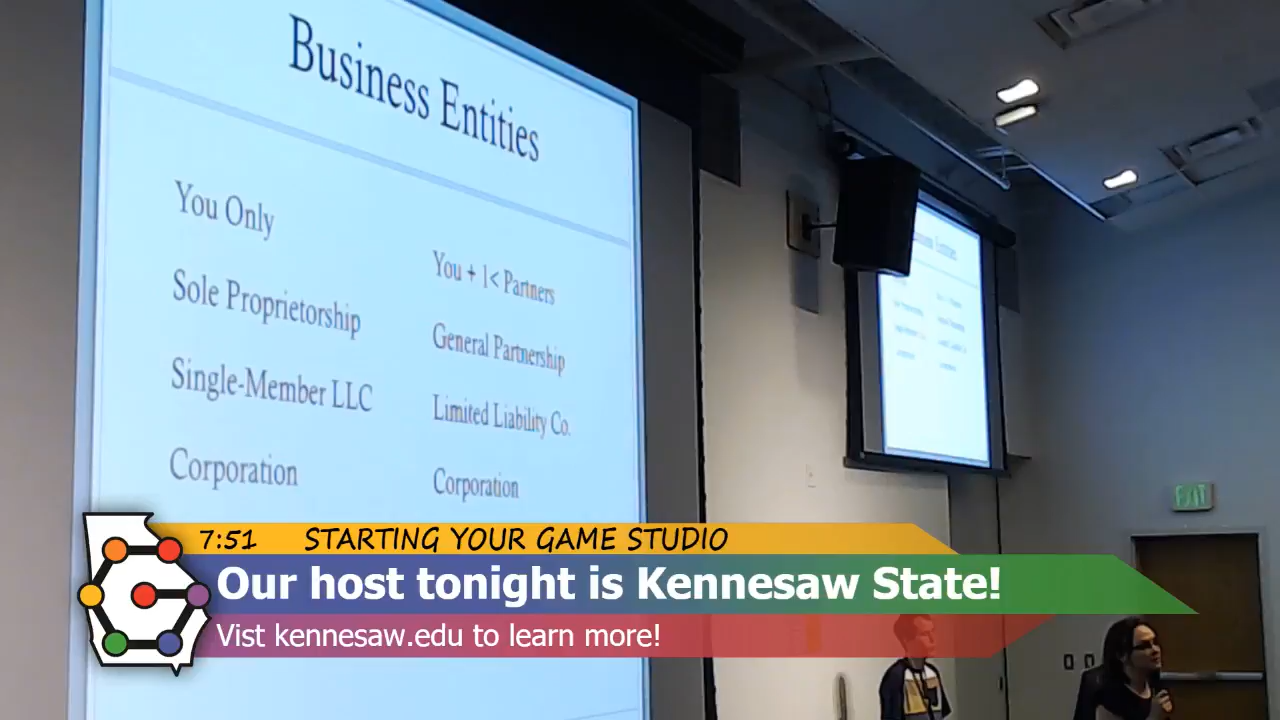 Business Entities
You Only
Sole Proprietorship
Single-Member LLC
Corporation
You + 1< Partners
General Partnership
Limited Liability Co.
Corporation
EXIT
7:51 STARTING YOUR GAME STUDIO
Our host tonight is Kennesaw State!
Vist kennesaw.edu to learn more!